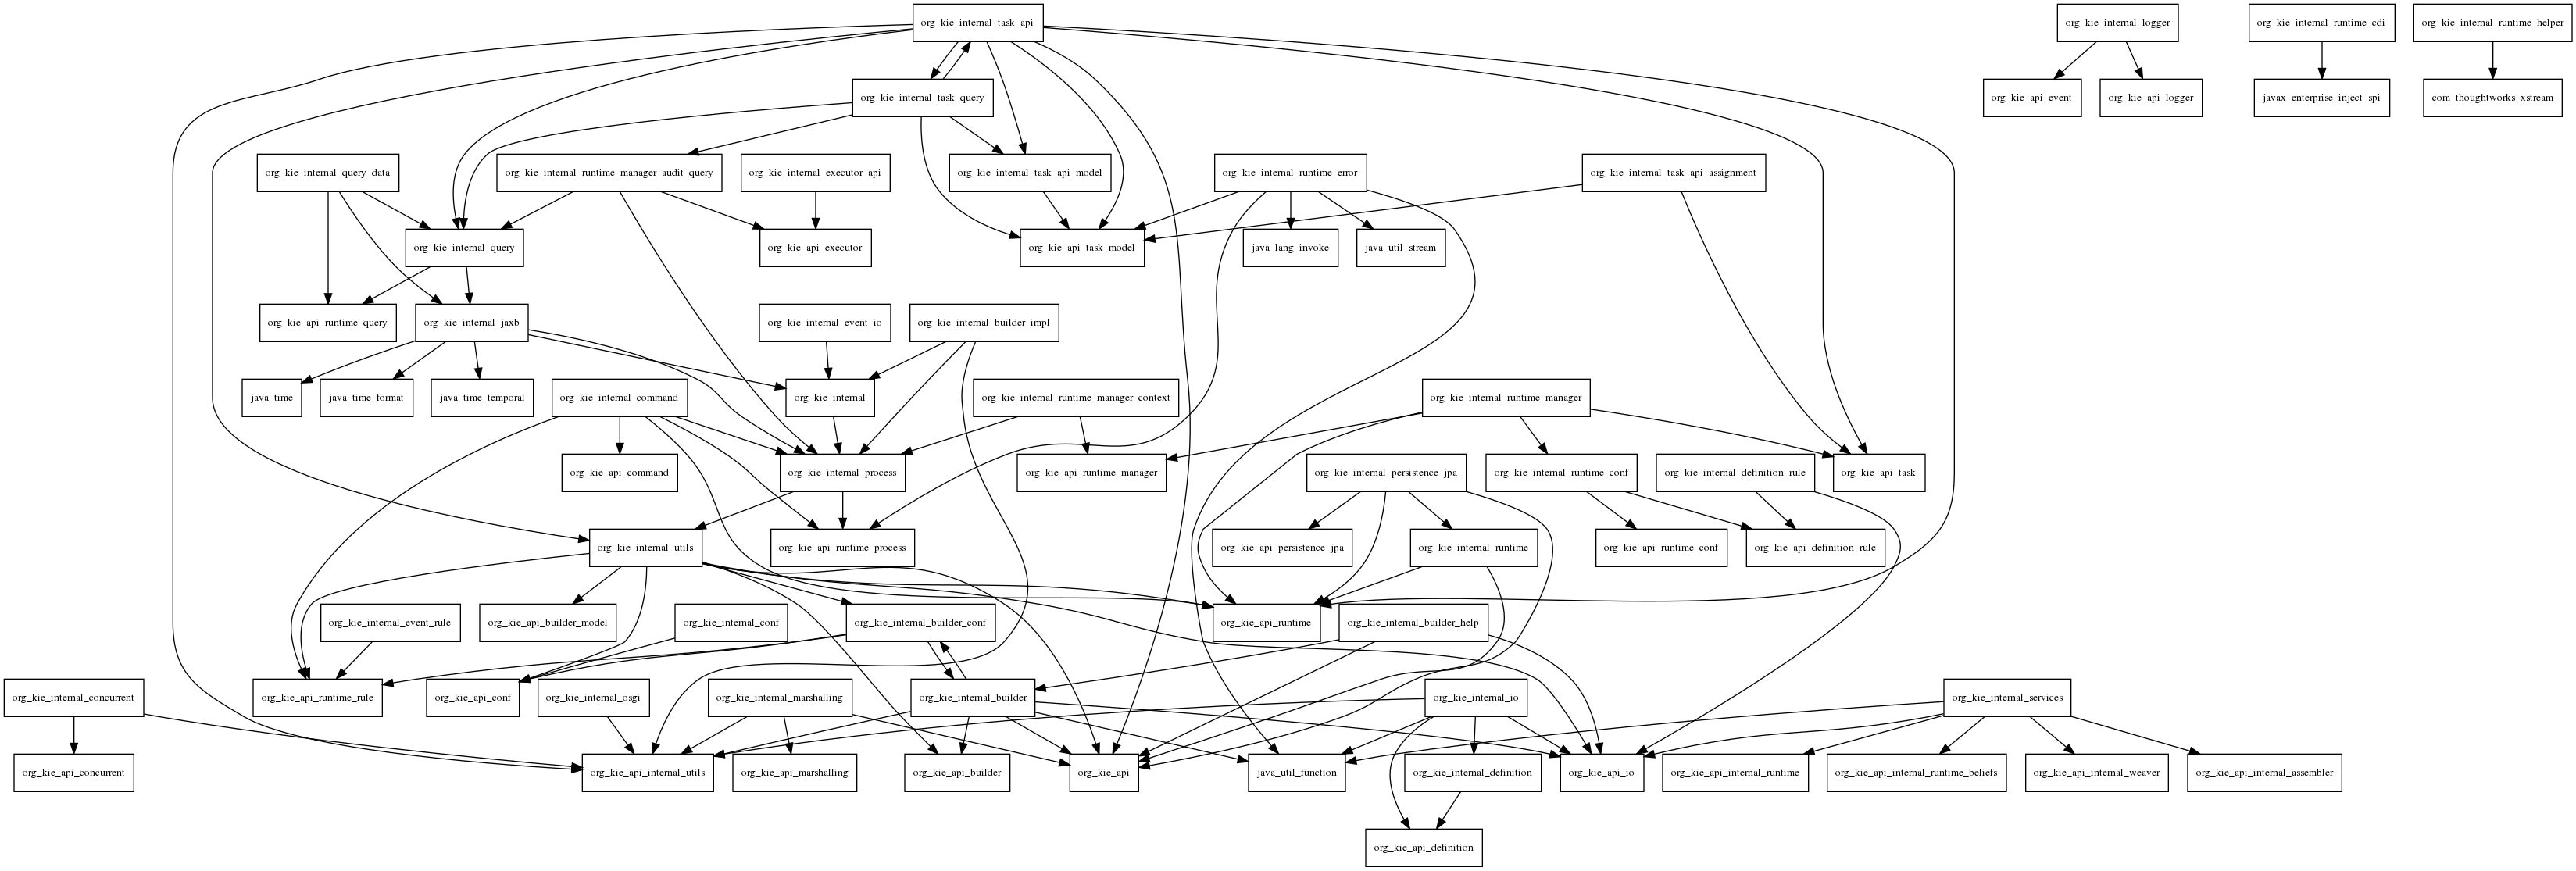 org_kie_internal_task_api
org_kie_internal_logger
org_kie_internal_runtime_cdi
org_kie_internal_runtime_helper
org_kie_internal_task_query
org_kie_api_event
org_kie_api_logger
javax_enterprise_inject_spi
com_thoughtworks_xstream
org_kie_internal_query_data
org_kie_internal_runtime_manager_audit_query
org_kie_internal_executor_api
org_kie_internal_task_api_model
org_kie_internal_runtime_error
org_kie_internal_task_api_assignment
org_kie_internal_query
org_kie_api_executor
org_kie_api_task_model
java_lang_invoke
java_util_stream
org_kie_api_runtime_query
org_kie_internal_jaxb
org_kie_internal_event_io
org_kie_internal_builder_impl
java_time
java_time_format
java_time_temporal
org_kie_internal_command
org_kie_internal
org_kie_internal_runtime_manager_context
org_kie_internal_runtime_manager
org_kie_api_command
org_kie_internal_process
org_kie_api_runtime_manager
org_kie_internal_persistence_jpa
org_kie_internal_runtime_conf
org_kie_internal_definition_rule
org_kie_api_task
org_kie_internal_utils
org_kie_api_runtime_process
org_kie_api_persistence_jpa
org_kie_internal_runtime
org_kie_api_runtime_conf
org_kie_api_definition_rule
org_kie_internal_event_rule
org_kie_api_builder_model
org_kie_internal_conf
org_kie_internal_builder_conf
org_kie_api_runtime
org_kie_internal_builder_help
org_kie_internal_concurrent
org_kie_api_runtime_rule
org_kie_api_conf
org_kie_internal_osgi
org_kie_internal_marshalling
org_kie_internal_builder
org_kie_internal_io
org_kie_internal_services
org_kie_api_concurrent
org_kie_api_internal_utils
org_kie_api_marshalling
org_kie_api_builder
org_kie_api
java_util_function
org_kie_internal_definition
org_kie_api_io
org_kie_api_internal_runtime
org_kie_api_internal_runtime_beliefs
org_kie_api_internal_weaver
org_kie_api_internal_assembler
org_kie_api_definition